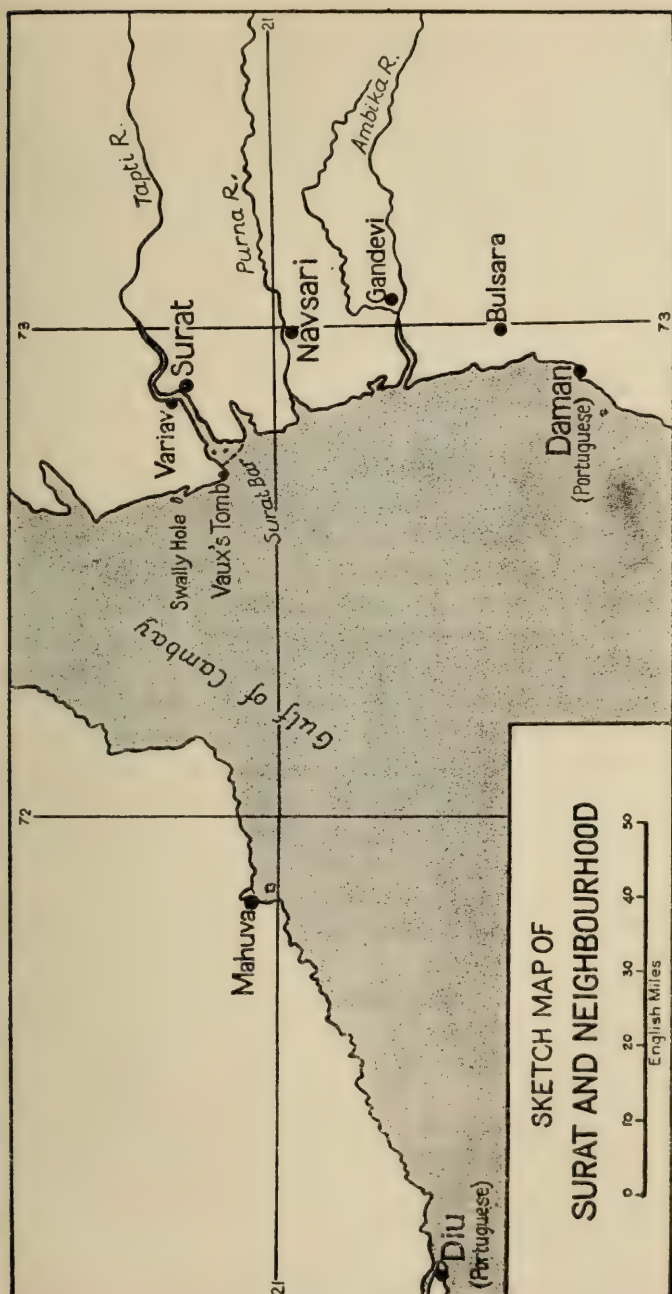 72
73
21
Tapti R.
Variav
Surat
Swally Hole
Vaux's Tomb
Surat Bar
Purna R.
21
Gulf of Cambay
Mahuva
Navsari
Ambika R.
Gandevi
Bulsara
Diu
(Portuguese)
Daman
(Portuguese)
73
SKETCH MAP OF
SURAT AND NEIGHBOURHOOD
0 10 20 30 40 50
English Miles